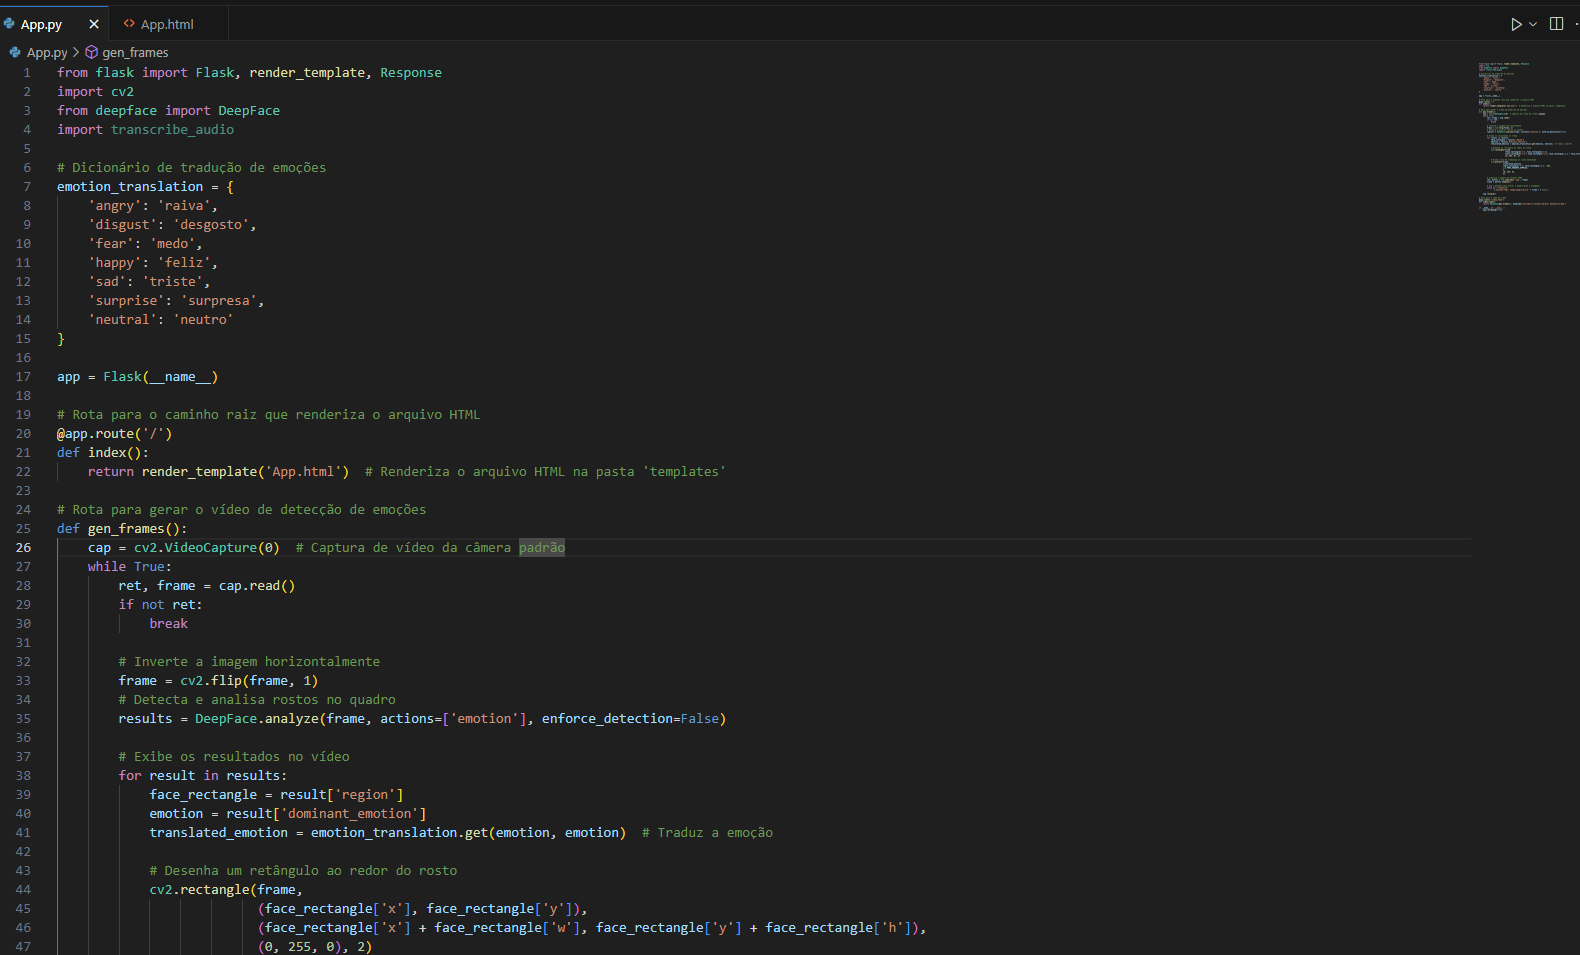 App.py
App.html
App.py > gen_frames
1 from flask import Flask, render_template, Response
2 import cv2
3 from deepface import DeepFace
4 import transcribe_audio
5
6 # Dicionário de tradução de emoções
7 emotion_translation = {
8     'angry': 'raiva',
9     'disgust': 'desgosto',
10     'fear': 'medo',
11     'happy': 'feliz',
12     'sad': 'triste',
13     'surprise': 'surpresa',
14     'neutral': 'neutro'
15 }
16
17 app = Flask(__name__)
18
19 # Rota para o caminho raiz que renderiza o arquivo HTML
20 @app.route('/')
21 def index():
22     return render_template('App.html')  # Renderiza o arquivo HTML na pasta 'templates'
23
24 # Rota para gerar o vídeo de detecção de emoções
25 def gen_frames():
26     cap = cv2.VideoCapture(0)  # Captura de vídeo da câmera padrão
27     while True:
28         ret, frame = cap.read()
29         if not ret:
30             break
31
32         # Inverte a imagem horizontalmente
33         frame = cv2.flip(frame, 1)
34         # Detecta e analisa rostos no quadro
35         results = DeepFace.analyze(frame, actions=['emotion'], enforce_detection=False)
36
37         # Exibe os resultados no vídeo
38         for result in results:
39             face_rectangle = result['region']
40             emotion = result['dominant_emotion']
41             translated_emotion = emotion_translation.get(emotion, emotion)  # Traduz a emoção
42
43             # Desenha um retângulo ao redor do rosto
44             cv2.rectangle(frame,
45                           (face_rectangle['x'], face_rectangle['y']),
46                           (face_rectangle['x'] + face_rectangle['w'], face_rectangle['y'] + face_rectangle['h']),
47                           (0, 255, 0), 2)